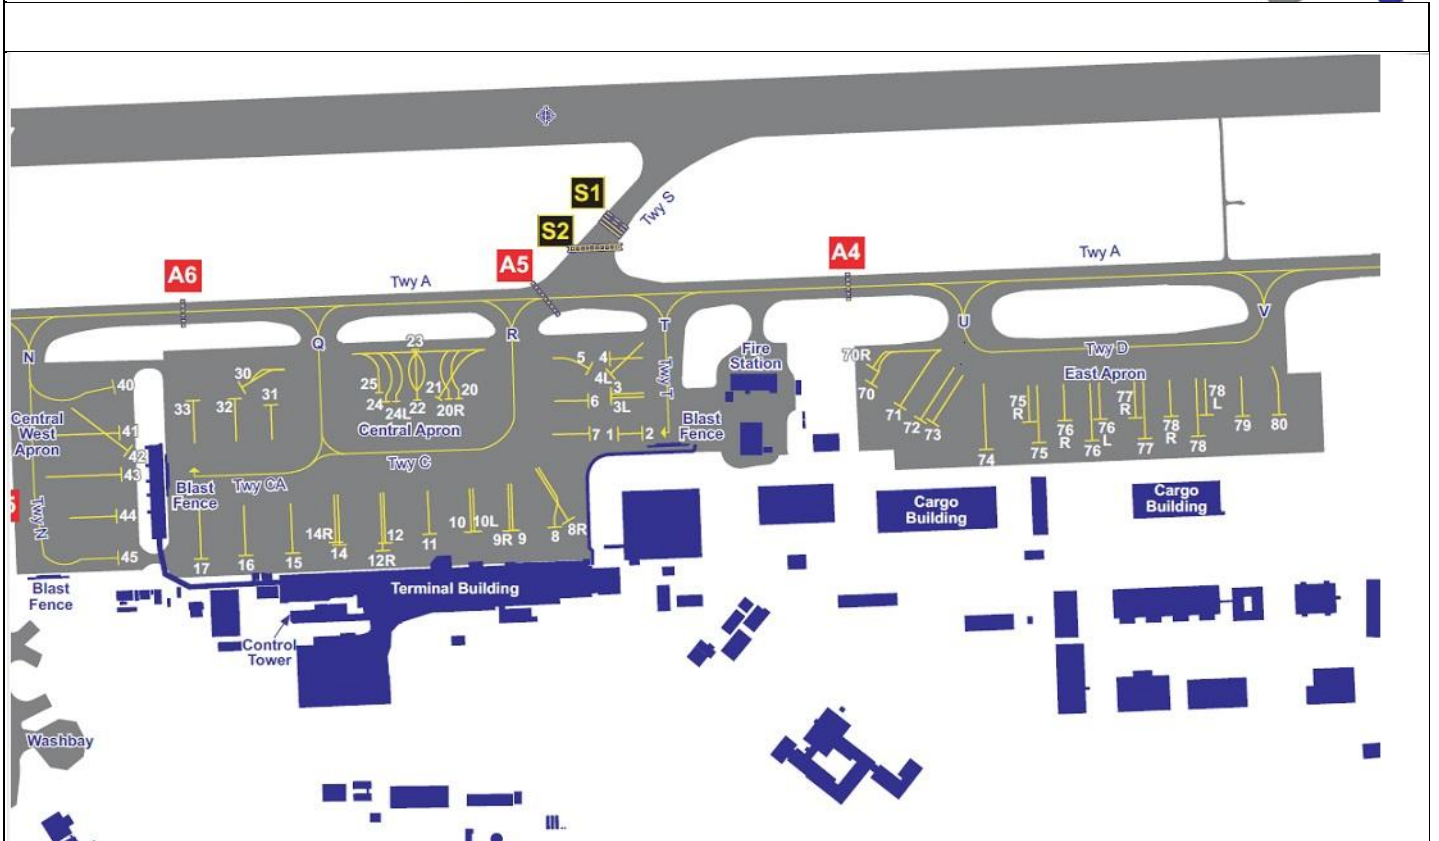 S1
Twy S
S2
A6
Twy A
A5
A4
Twy A
N
Q
R
T
U
V
23
Twy D
East Apron
Fire
Station
70R
70
71
72
73
74
75
R
75
76
R
76
L
76
77
R
77
78
R
78
L
78
79
80
5
4
4L
3
3L
6
7
1
2
Twy T
Blast
Fence
25
24
24L
22
21
20R
20
Central Apron
Twy C
30
31
32
33
40
41
42
43
44
45
Central
West
Apron
Twy N
Blast
Fence
Twy CA
17
16
15
14R
14
12
12R
11
10
10L
9R
9
8
8R
Cargo
Building
Cargo
Building
Blast
Fence
Terminal Building
Control
Tower
Washbay